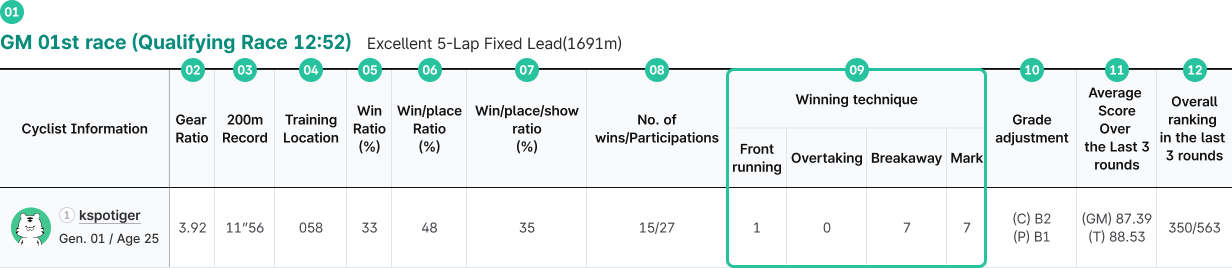 01
GM 01st race (Qualifying Race 12:52) Excellent 5-Lap Fixed Lead(1691m)
02 03 04 05 06 07 08 09 10 11 12
Cyclist Information
Gear
Ratio
200m
Record
Training
Location
Win
Ratio
(%)
Win/place
Ratio
(%)
Win/place/show
ratio
(%)
No. of
wins/Participations
Winning technique
Front
running
Overtaking
Breakaway
Mark
Grade
adjustment
Average
Score
Over
the Last 3
rounds
Overall
ranking
in the last
3 rounds
1 kspotiger
Gen. 01 / Age 25
3.92
11”56
058
33
48
35
15/27
1
0
7
7
(C) B2
(P) B1
(GM) 87.39
(T) 88.53
350/563